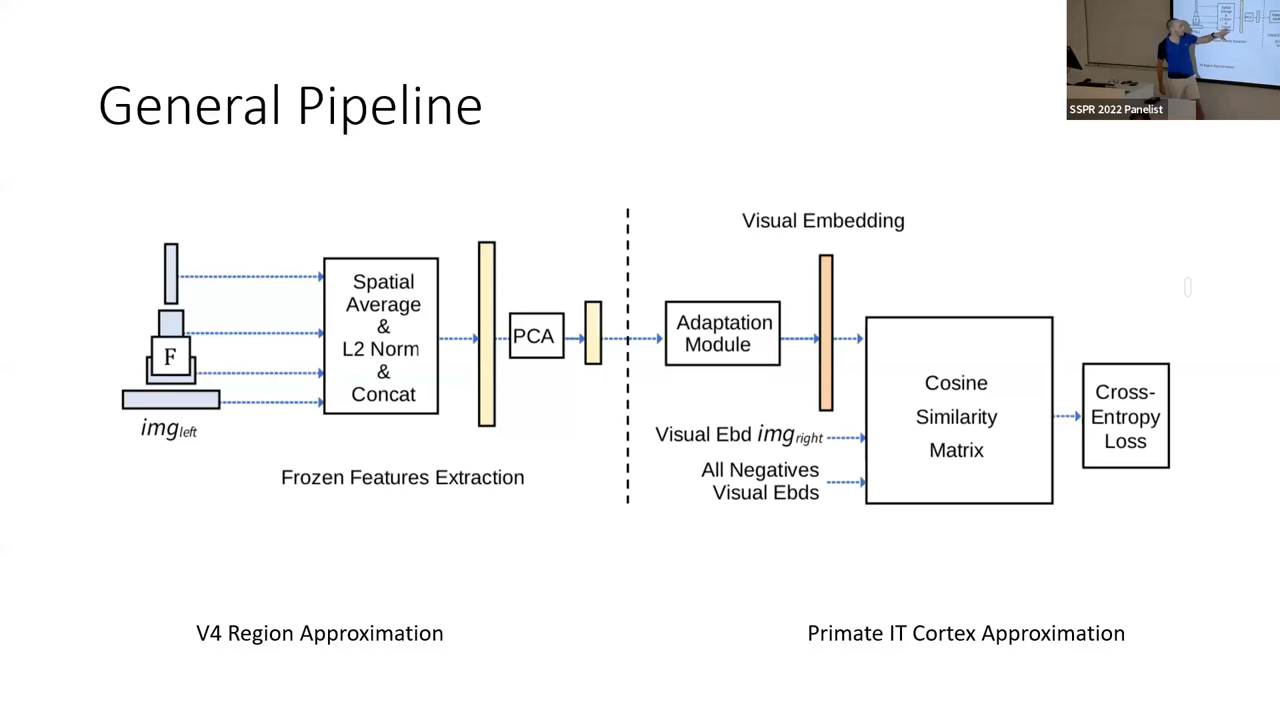 SSPR 2022 Panelist
General Pipeline
Visual Embedding
Spatial
Average
&
L2 Norm
&
Concat
F
imgleft
PCA
Adaptation
Module
Visual Ebd imgright
All Negatives
Visual Ebds
Cosine
Similarity
Matrix
Cross-
Entropy
Loss
Frozen Features Extraction
V4 Region Approximation
Primate IT Cortex Approximation